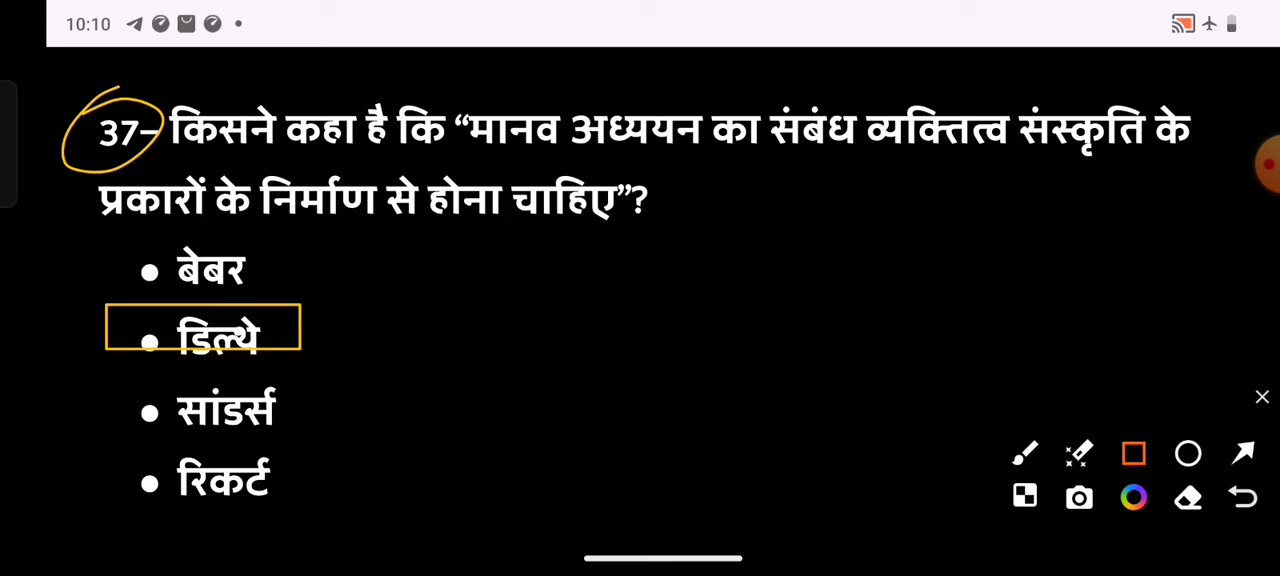 10:10
37– किसने कहा है कि “मानव अध्ययन का संबंध व्यक्तित्व संस्कृति के
प्रकारों के निर्माण से होना चाहिए”?
● बेबर
● डिल्थे
● सांडर्स
● रिकर्ट